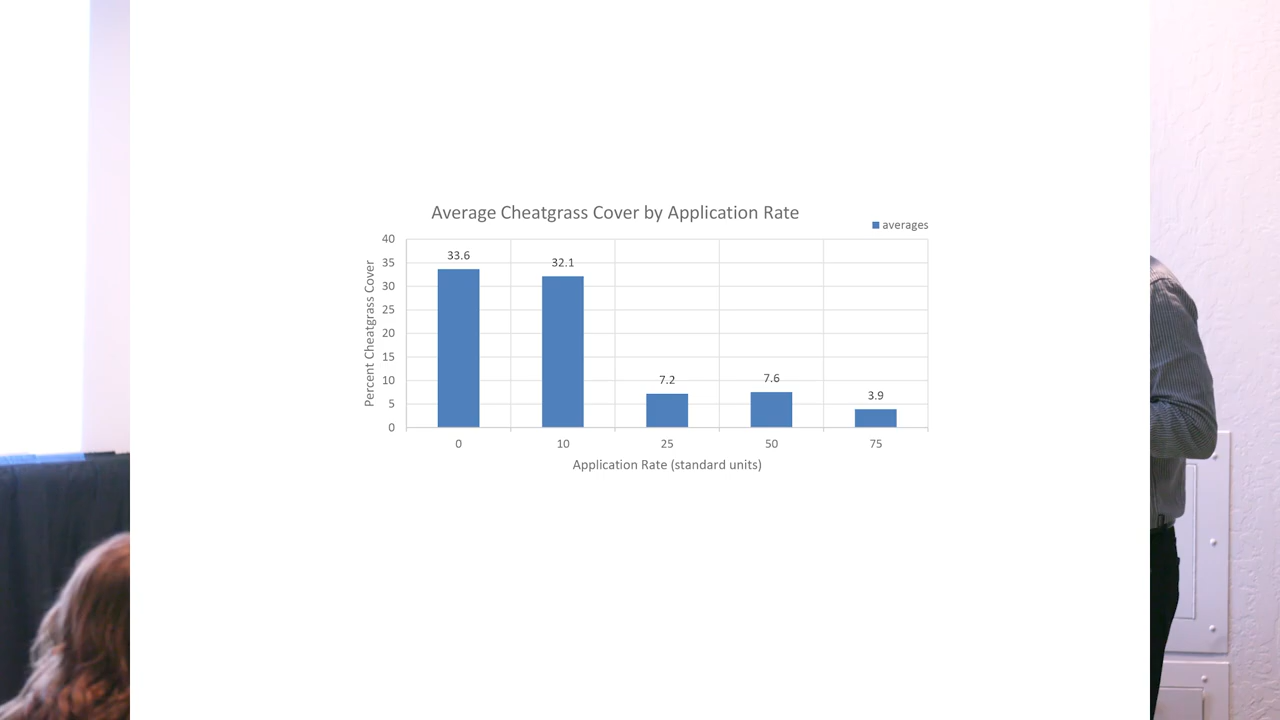 Average Cheatgrass Cover by Application Rate
averages
Percent Cheatgrass Cover
40
35
30
25
20
15
10
5
0
33.6
32.1
7.2
7.6
3.9
0 10 25 50 75
Application Rate (standard units)